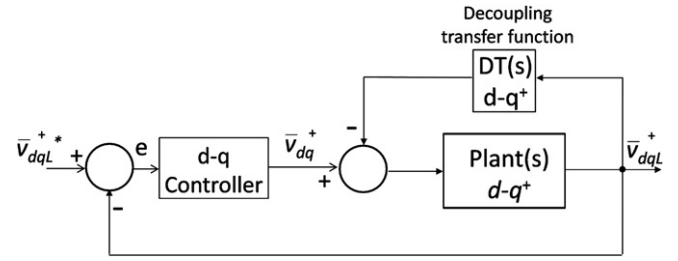 Decoupling
transfer function
DT(s)
d-q⁺
−
v̅dqL⁺*
+
e
d-q
Controller
v̅dq⁺
+
Plant(s)
d-q⁺
v̅dqL⁺
−